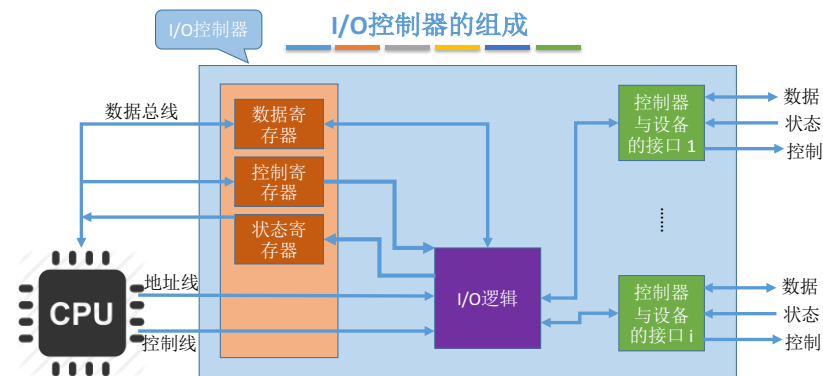 I/O控制器的组成
I/O控制器
数据总线
数据寄
存器
控制寄
存器
状态寄
存器
控制器
与设备
的接口 1
数据
状态
控制
......
CPU
地址线
控制线
I/O逻辑
控制器
与设备
的接口 i
数据
状态
控制